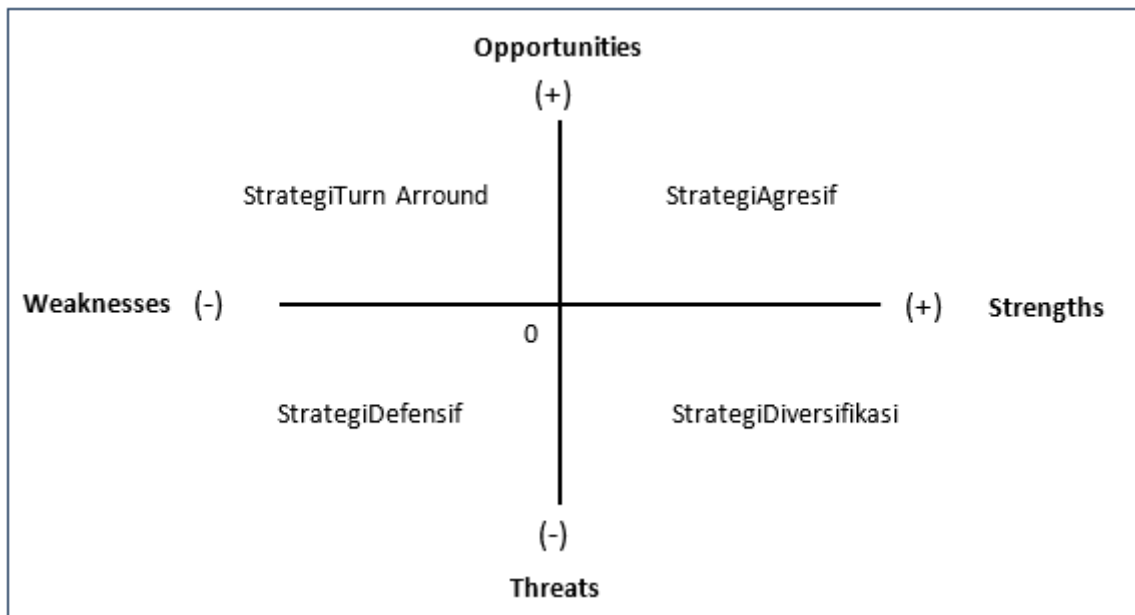 Opportunities
(+)
StrategiTurn Arround
StrategiAgresif
Weaknesses (-)
(+) Strengths
0
StrategiDefensif
StrategiDiversifikasi
(-)
Threats